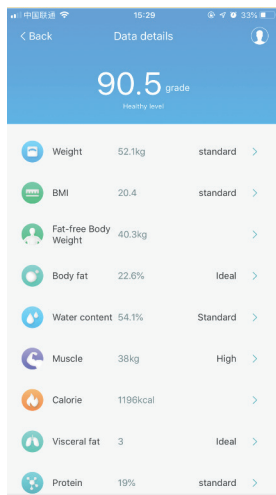 中国联通 15:29 33%
< Back Data details
90.5 grade
Healthy level
Weight 52.1kg standard >
BMI 20.4 standard >
Fat-free Body Weight 40.3kg >
Body fat 22.6% Ideal >
Water content 54.1% Standard >
Muscle 38kg High >
Calorie 1196kcal >
Visceral fat 3 Ideal >
Protein 19% standard >